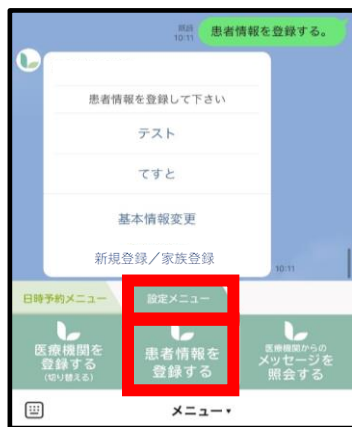 既読
10:11
患者情報を登録する。
患者情報を登録して下さい
テスト
てすと
基本情報変更
新規登録／家族登録
10:11
日時予約メニュー
設定メニュー
医療機関を
登録する
(切り替える)
患者情報を
登録する
医療機関からの
メッセージを
照会する
メニュー▾